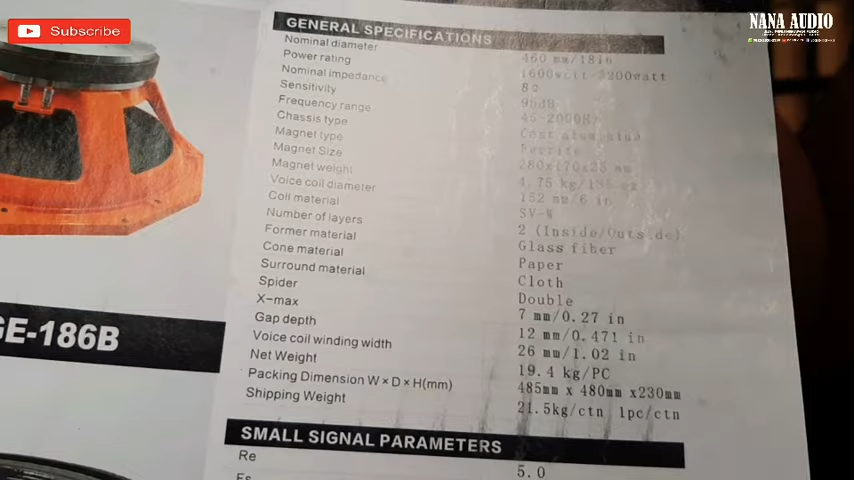 Subscribe
NANA AUDIO
GENERAL SPECIFICATIONS
Nominal diameter 460 mm/18in
Power rating 1600watt-3200watt
Nominal impedance 8Ω
Sensitivity 95dB
Frequency range 45-2000Hz
Chassis type Cast aluminium
Magnet type Ferrite
Magnet Size
Magnet weight 4.75 kg
Voice coil diameter 152 mm/6 in
Coil material SV-W
Number of layers 2 (Inside/Outside)
Former material Glass fiber
Cone material Paper
Surround material Cloth
Spider Double
X-max 7 mm/0.27 in
Gap depth 12 mm/0.471 in
Voice coil winding width 26 mm/1.02 in
Net Weight 19.4 kg/PC
Packing Dimension W×D×H(mm) 485mm x 480mm x230mm
Shipping Weight 21.5kg/ctn 1pc/ctn
GE-186B
SMALL SIGNAL PARAMETERS
Re 5.0
Fs